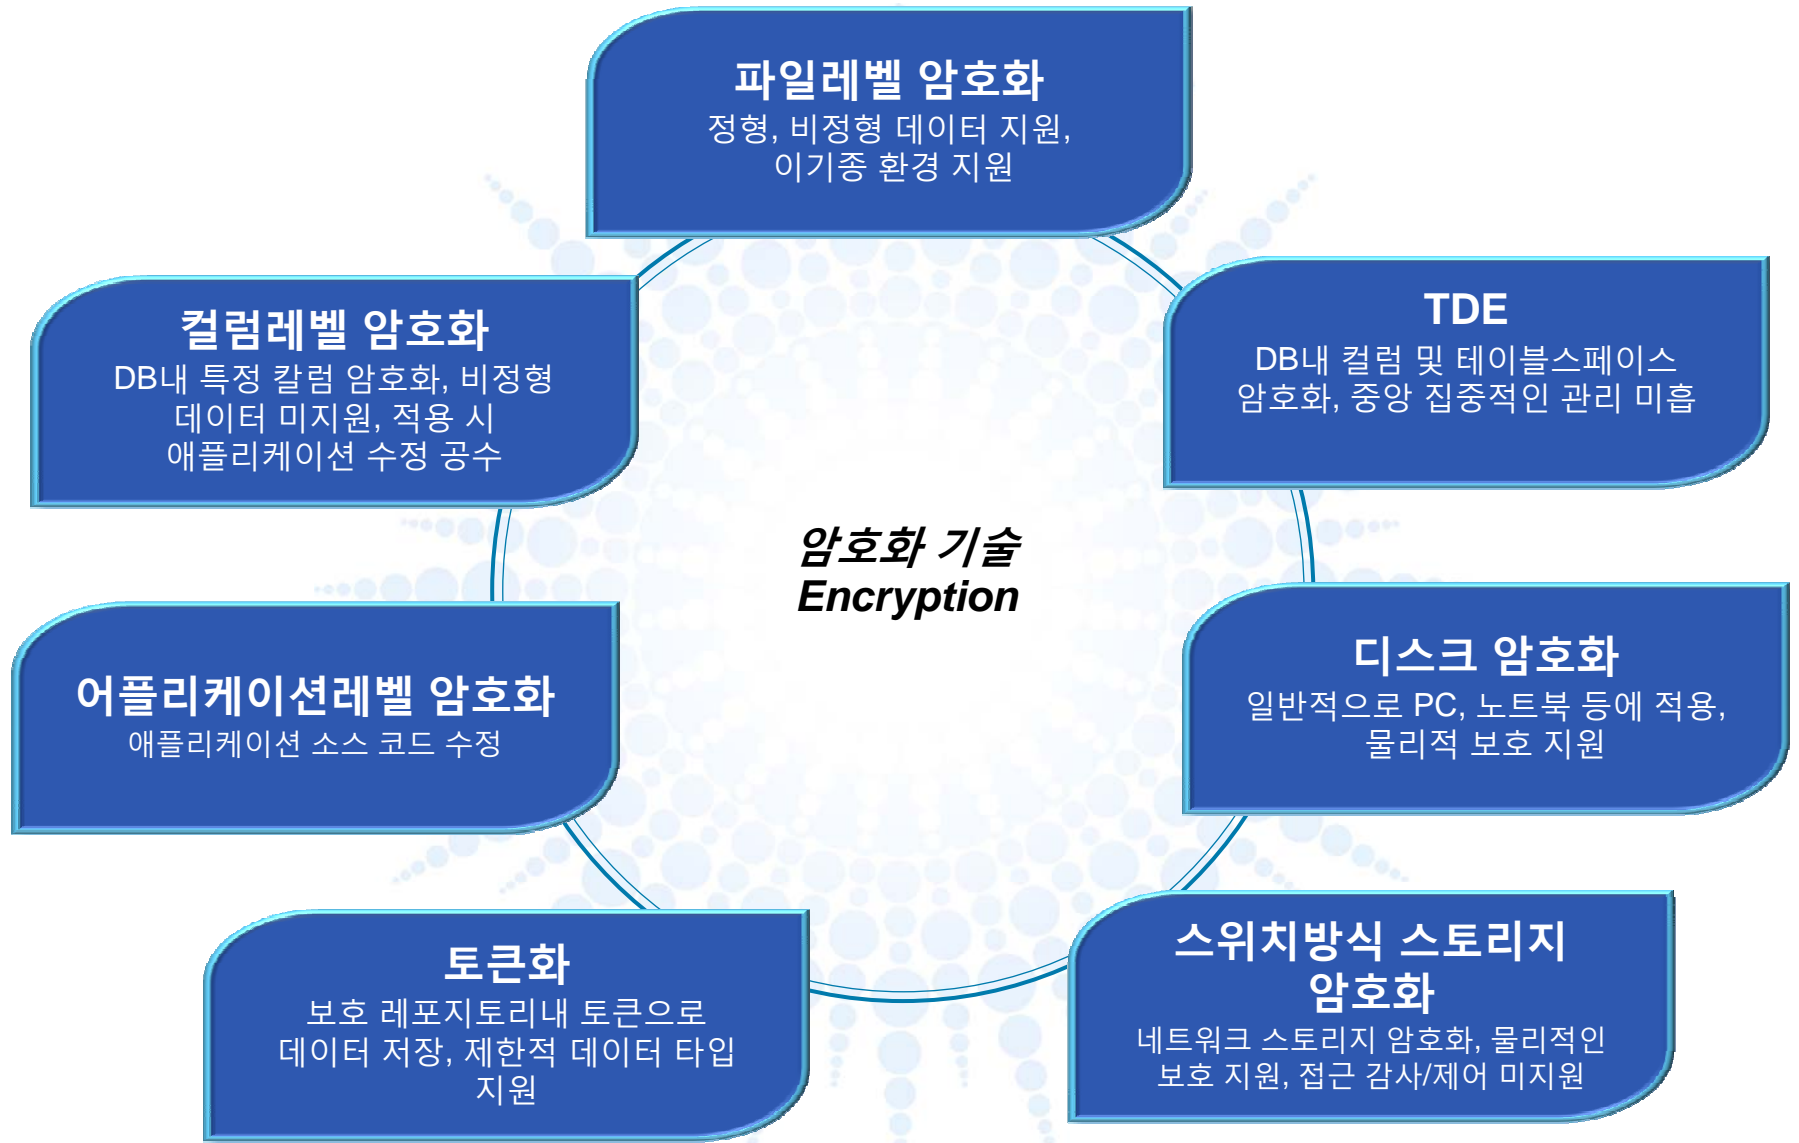 파일레벨 암호화
정형, 비정형 데이터 지원,
이기종 환경 지원
컬럼레벨 암호화
DB내 특정 칼럼 암호화, 비정형
데이터 미지원, 적용 시
애플리케이션 수정 공수
TDE
DB내 컬럼 및 테이블스페이스
암호화, 중앙 집중적인 관리 미흡
암호화 기술
Encryption
어플리케이션레벨 암호화
애플리케이션 소스 코드 수정
디스크 암호화
일반적으로 PC, 노트북 등에 적용,
물리적 보호 지원
토큰화
보호 레포지토리내 토큰으로
데이터 저장, 제한적 데이터 타입
지원
스위치방식 스토리지
암호화
네트워크 스토리지 암호화, 물리적인
보호 지원, 접근 감사/제어 미지원